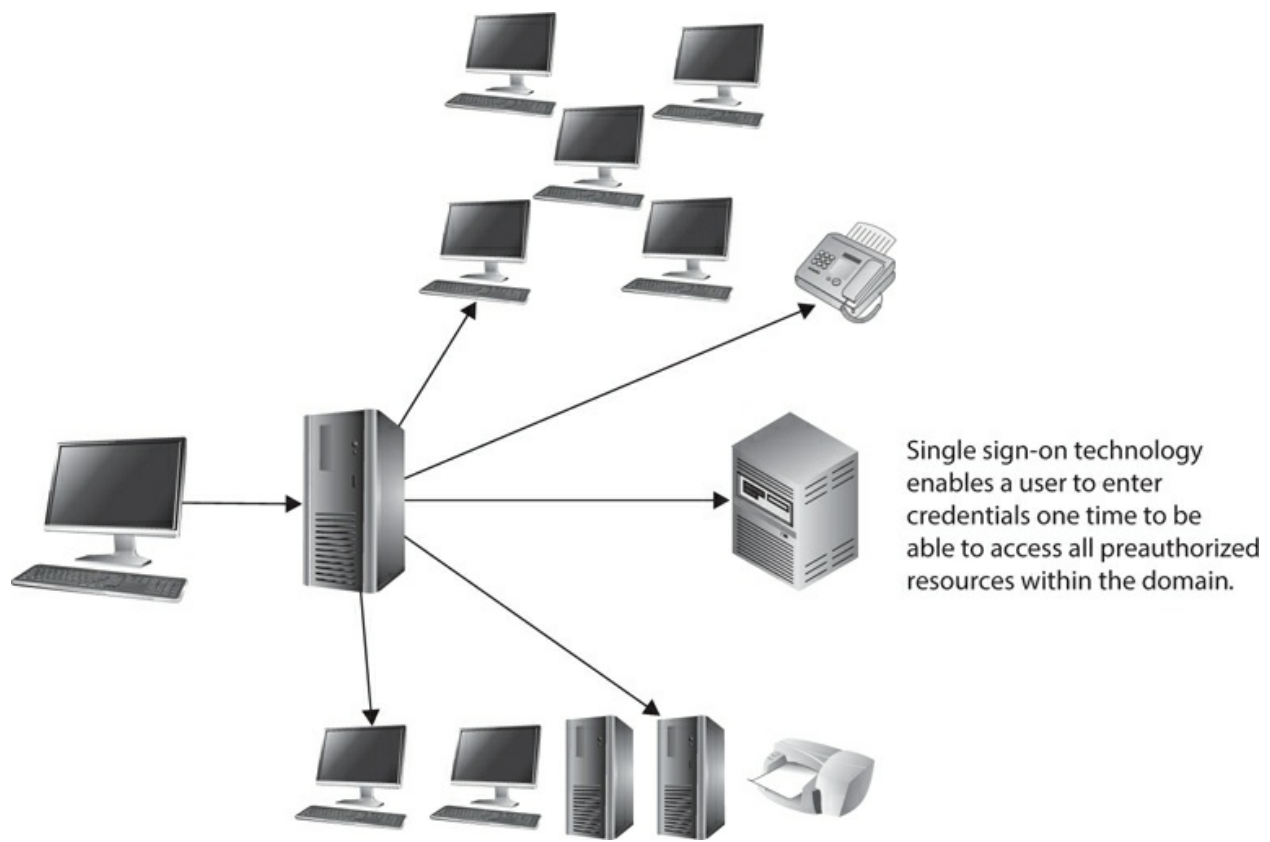 Single sign-on technology
enables a user to enter
credentials one time to be
able to access all preauthorized
resources within the domain.